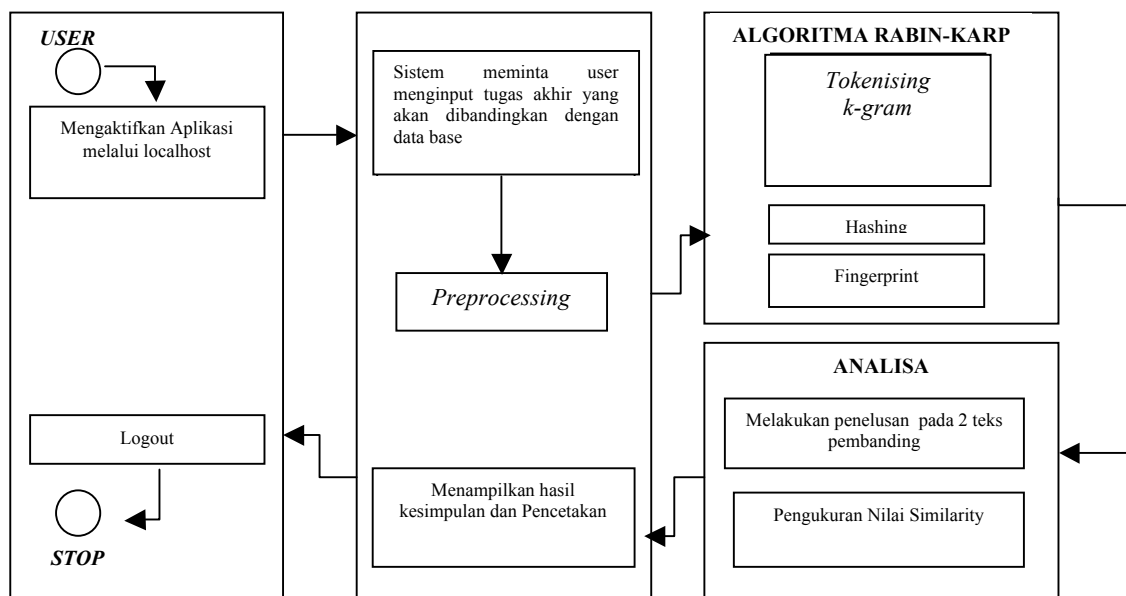 USER
Mengaktifkan Aplikasi
melalui localhost
Logout
STOP
Sistem meminta user
menginput tugas akhir yang
akan dibandingkan dengan
data base
Preprocessing
Menampilkan hasil
kesimpulan dan Pencetakan
ALGORITMA RABIN-KARP
Tokenising
k-gram
Hashing
Fingerprint
ANALISA
Melakukan penelusan pada 2 teks
pembanding
Pengukuran Nilai Similarity